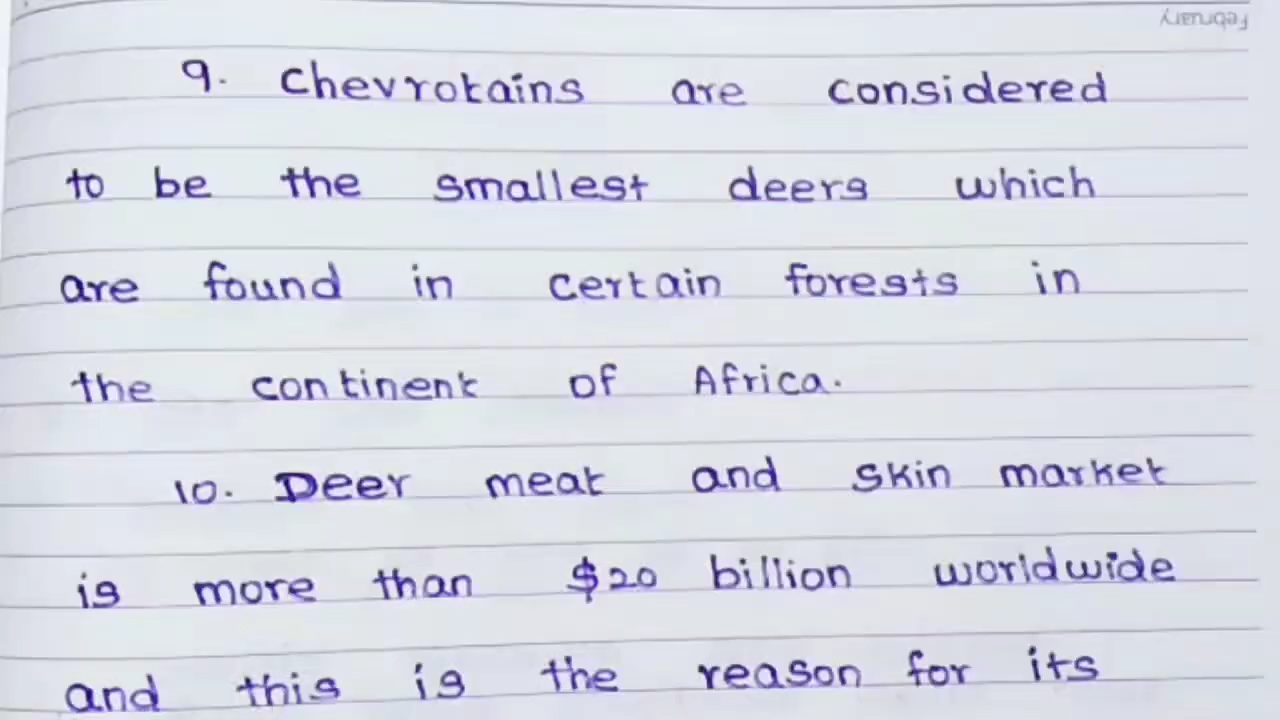 February
9. Chevrotains are considered
to be the smallest deers which
are found in certain forests in
the continent of Africa.
10. Deer meat and skin market
is more than $20 billion worldwide
and this is the reason for its